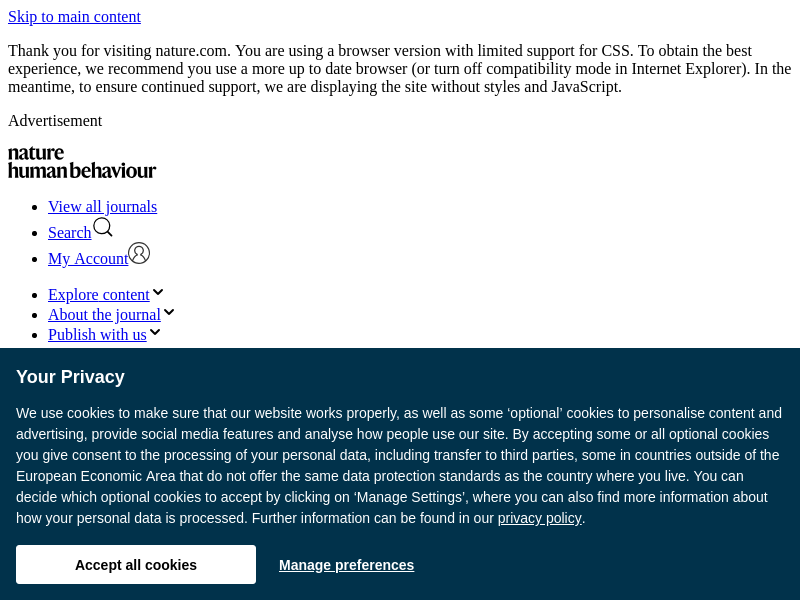 Skip to main content
Thank you for visiting nature.com. You are using a browser version with limited support for CSS. To obtain the best
experience, we recommend you use a more up to date browser (or turn off compatibility mode in Internet Explorer). In the
meantime, to ensure continued support, we are displaying the site without styles and JavaScript.
Advertisement
nature
human behaviour
View all journals
Search
My Account
Explore content
About the journal
Publish with us
Your Privacy
We use cookies to make sure that our website works properly, as well as some ‘optional’ cookies to personalise content and
advertising, provide social media features and analyse how people use our site. By accepting some or all optional cookies
you give consent to the processing of your personal data, including transfer to third parties, some in countries outside of the
European Economic Area that do not offer the same data protection standards as the country where you live. You can
decide which optional cookies to accept by clicking on ‘Manage Settings’, where you can also find more information about
how your personal data is processed. Further information can be found in our privacy policy.
Accept all cookies
Manage preferences